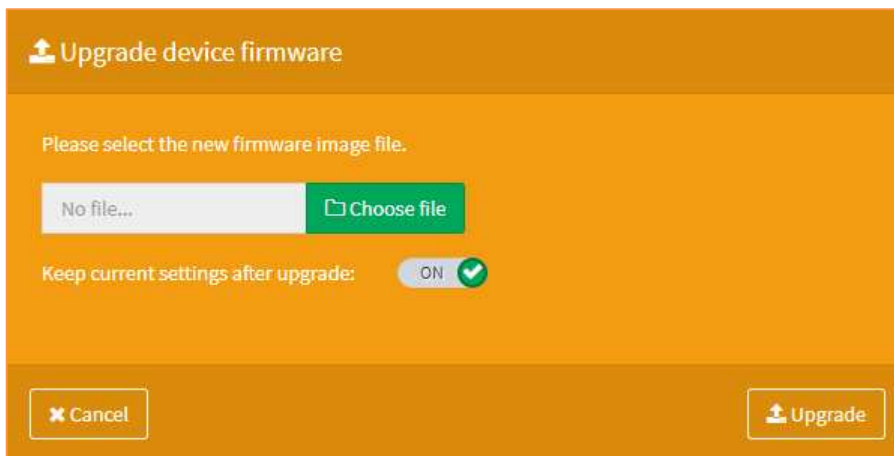 Upgrade device firmware
Please select the new firmware image file.
No file...
Choose file
Keep current settings after upgrade:
ON
Cancel
Upgrade